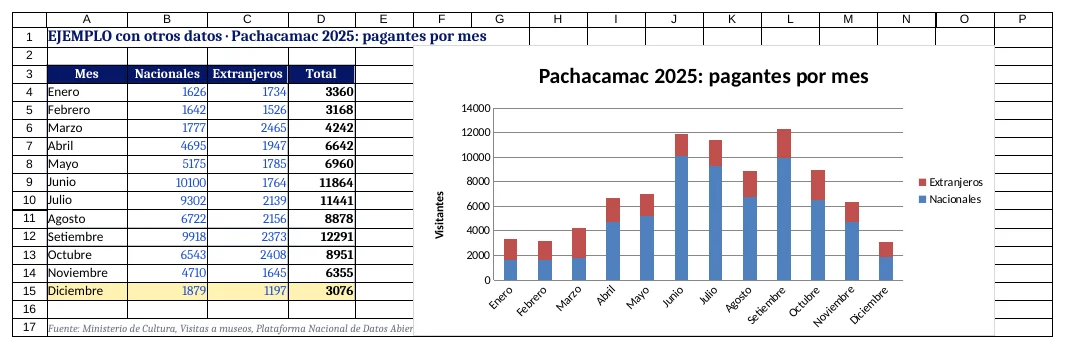 A B C D E F G H I J K L M N O P
1 EJEMPLO con otros datos · Pachacamac 2025: pagantes por mes
2
3 Mes Nacionales Extranjeros Total
4 Enero 1626 1734 3360
5 Febrero 1642 1526 3168
6 Marzo 1777 2465 4242
7 Abril 4695 1947 6642
8 Mayo 5175 1785 6960
9 Junio 10100 1764 11864
10 Julio 9302 2139 11441
11 Agosto 6722 2156 8878
12 Setiembre 9918 2373 12291
13 Octubre 6543 2408 8951
14 Noviembre 4710 1645 6355
15 Diciembre 1879 1197 3076
16
17 Fuente: Ministerio de Cultura, Visitas a museos, Plataforma Nacional de Datos Abier
Pachacamac 2025: pagantes por mes
Visitantes
14000
12000
10000
8000
6000
4000
2000
0
Enero Febrero Marzo Abril Mayo Junio Julio Agosto Setiembre Octubre Noviembre Diciembre
Extranjeros
Nacionales